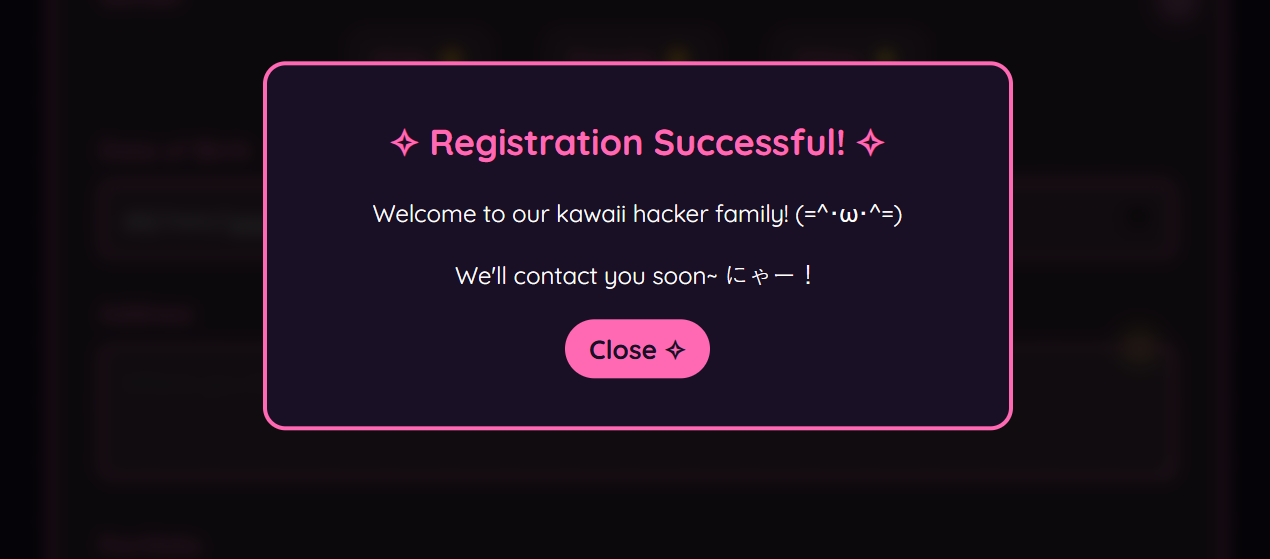 ✧ Registration Successful! ✧
Welcome to our kawaii hacker family! (=^･ω･^=)
We'll contact you soon~ にゃー！
Close ✧